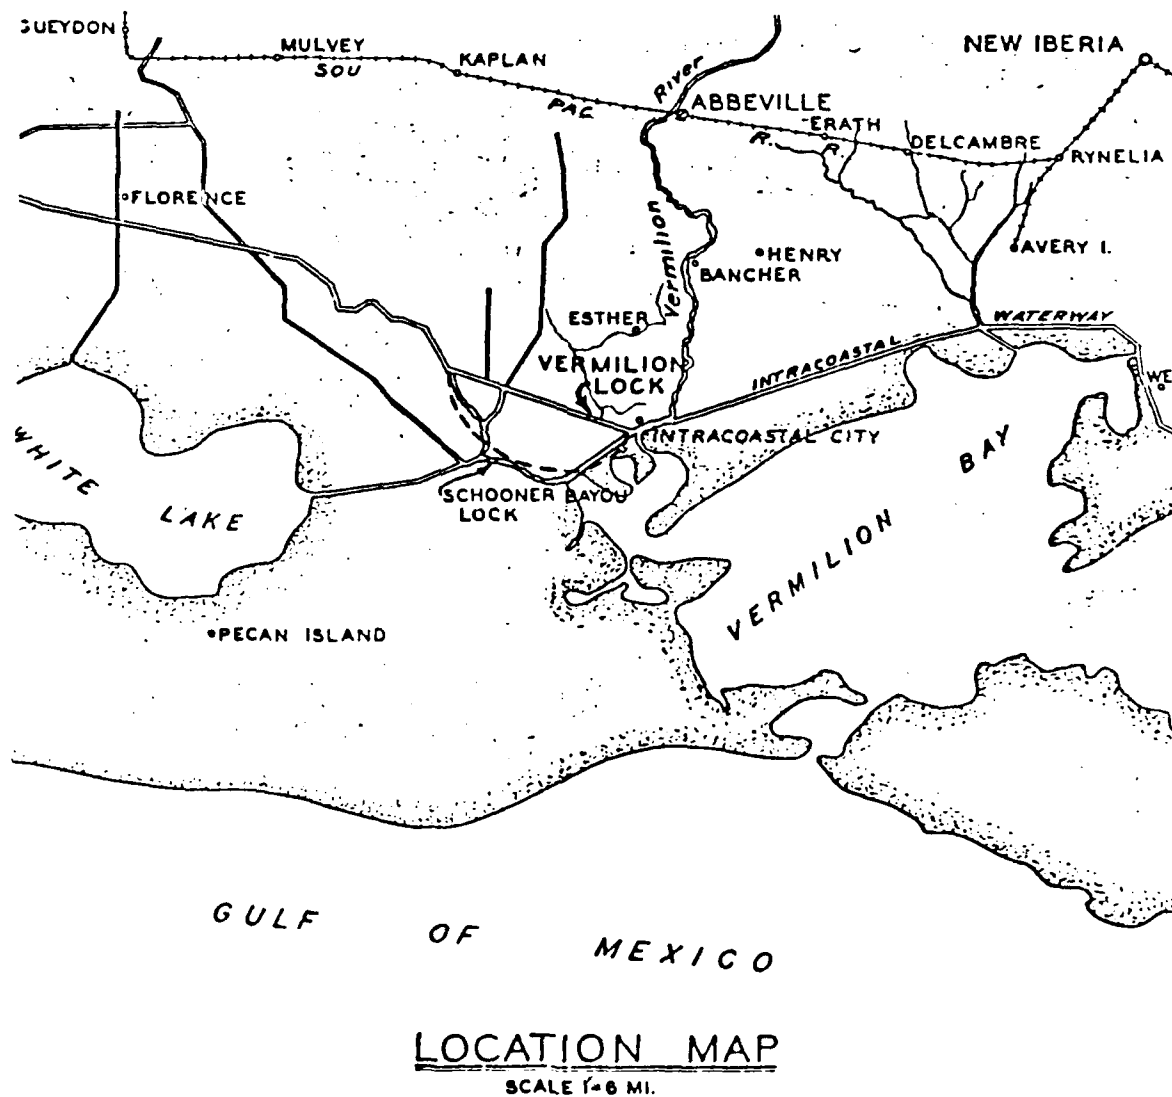 GUEYDON
MULVEY
SOU
KAPLAN
PAC
River
ABBEVILLE
NEW IBERIA
ERATH
R. R.
DELCAMBRE
RYNELIA
FLORENCE
Vermilion
HENRY
BANCHER
AVERY I.
ESTHER
VERMILION
LOCK
INTRACOASTAL
WATERWAY
WE
INTRACOASTAL CITY
WHITE
LAKE
SCHOONER BAYOU
LOCK
VERMILION
BAY
PECAN ISLAND
GULF OF MEXICO
LOCATION MAP
SCALE 1"=6 MI.